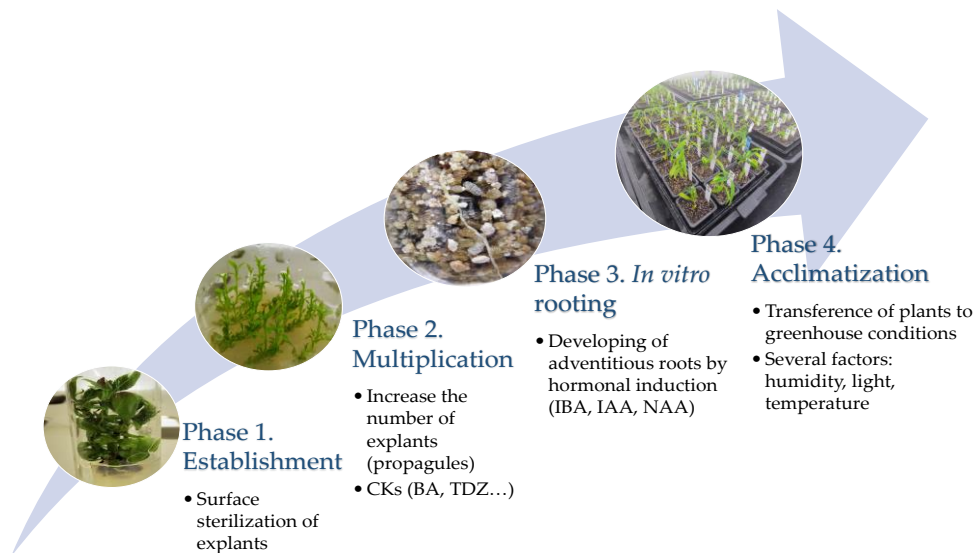 Phase 1.
Establishment
• Surface
sterilization of
explants
Phase 2.
Multiplication
• Increase the
number of
explants
(propagules)
• CKs (BA, TDZ…)
Phase 3. In vitro
rooting
• Developing of
adventitious roots by
hormonal induction
(IBA, IAA, NAA)
Phase 4.
Acclimatization
• Transference of plants to
greenhouse conditions
• Several factors:
humidity, light,
temperature